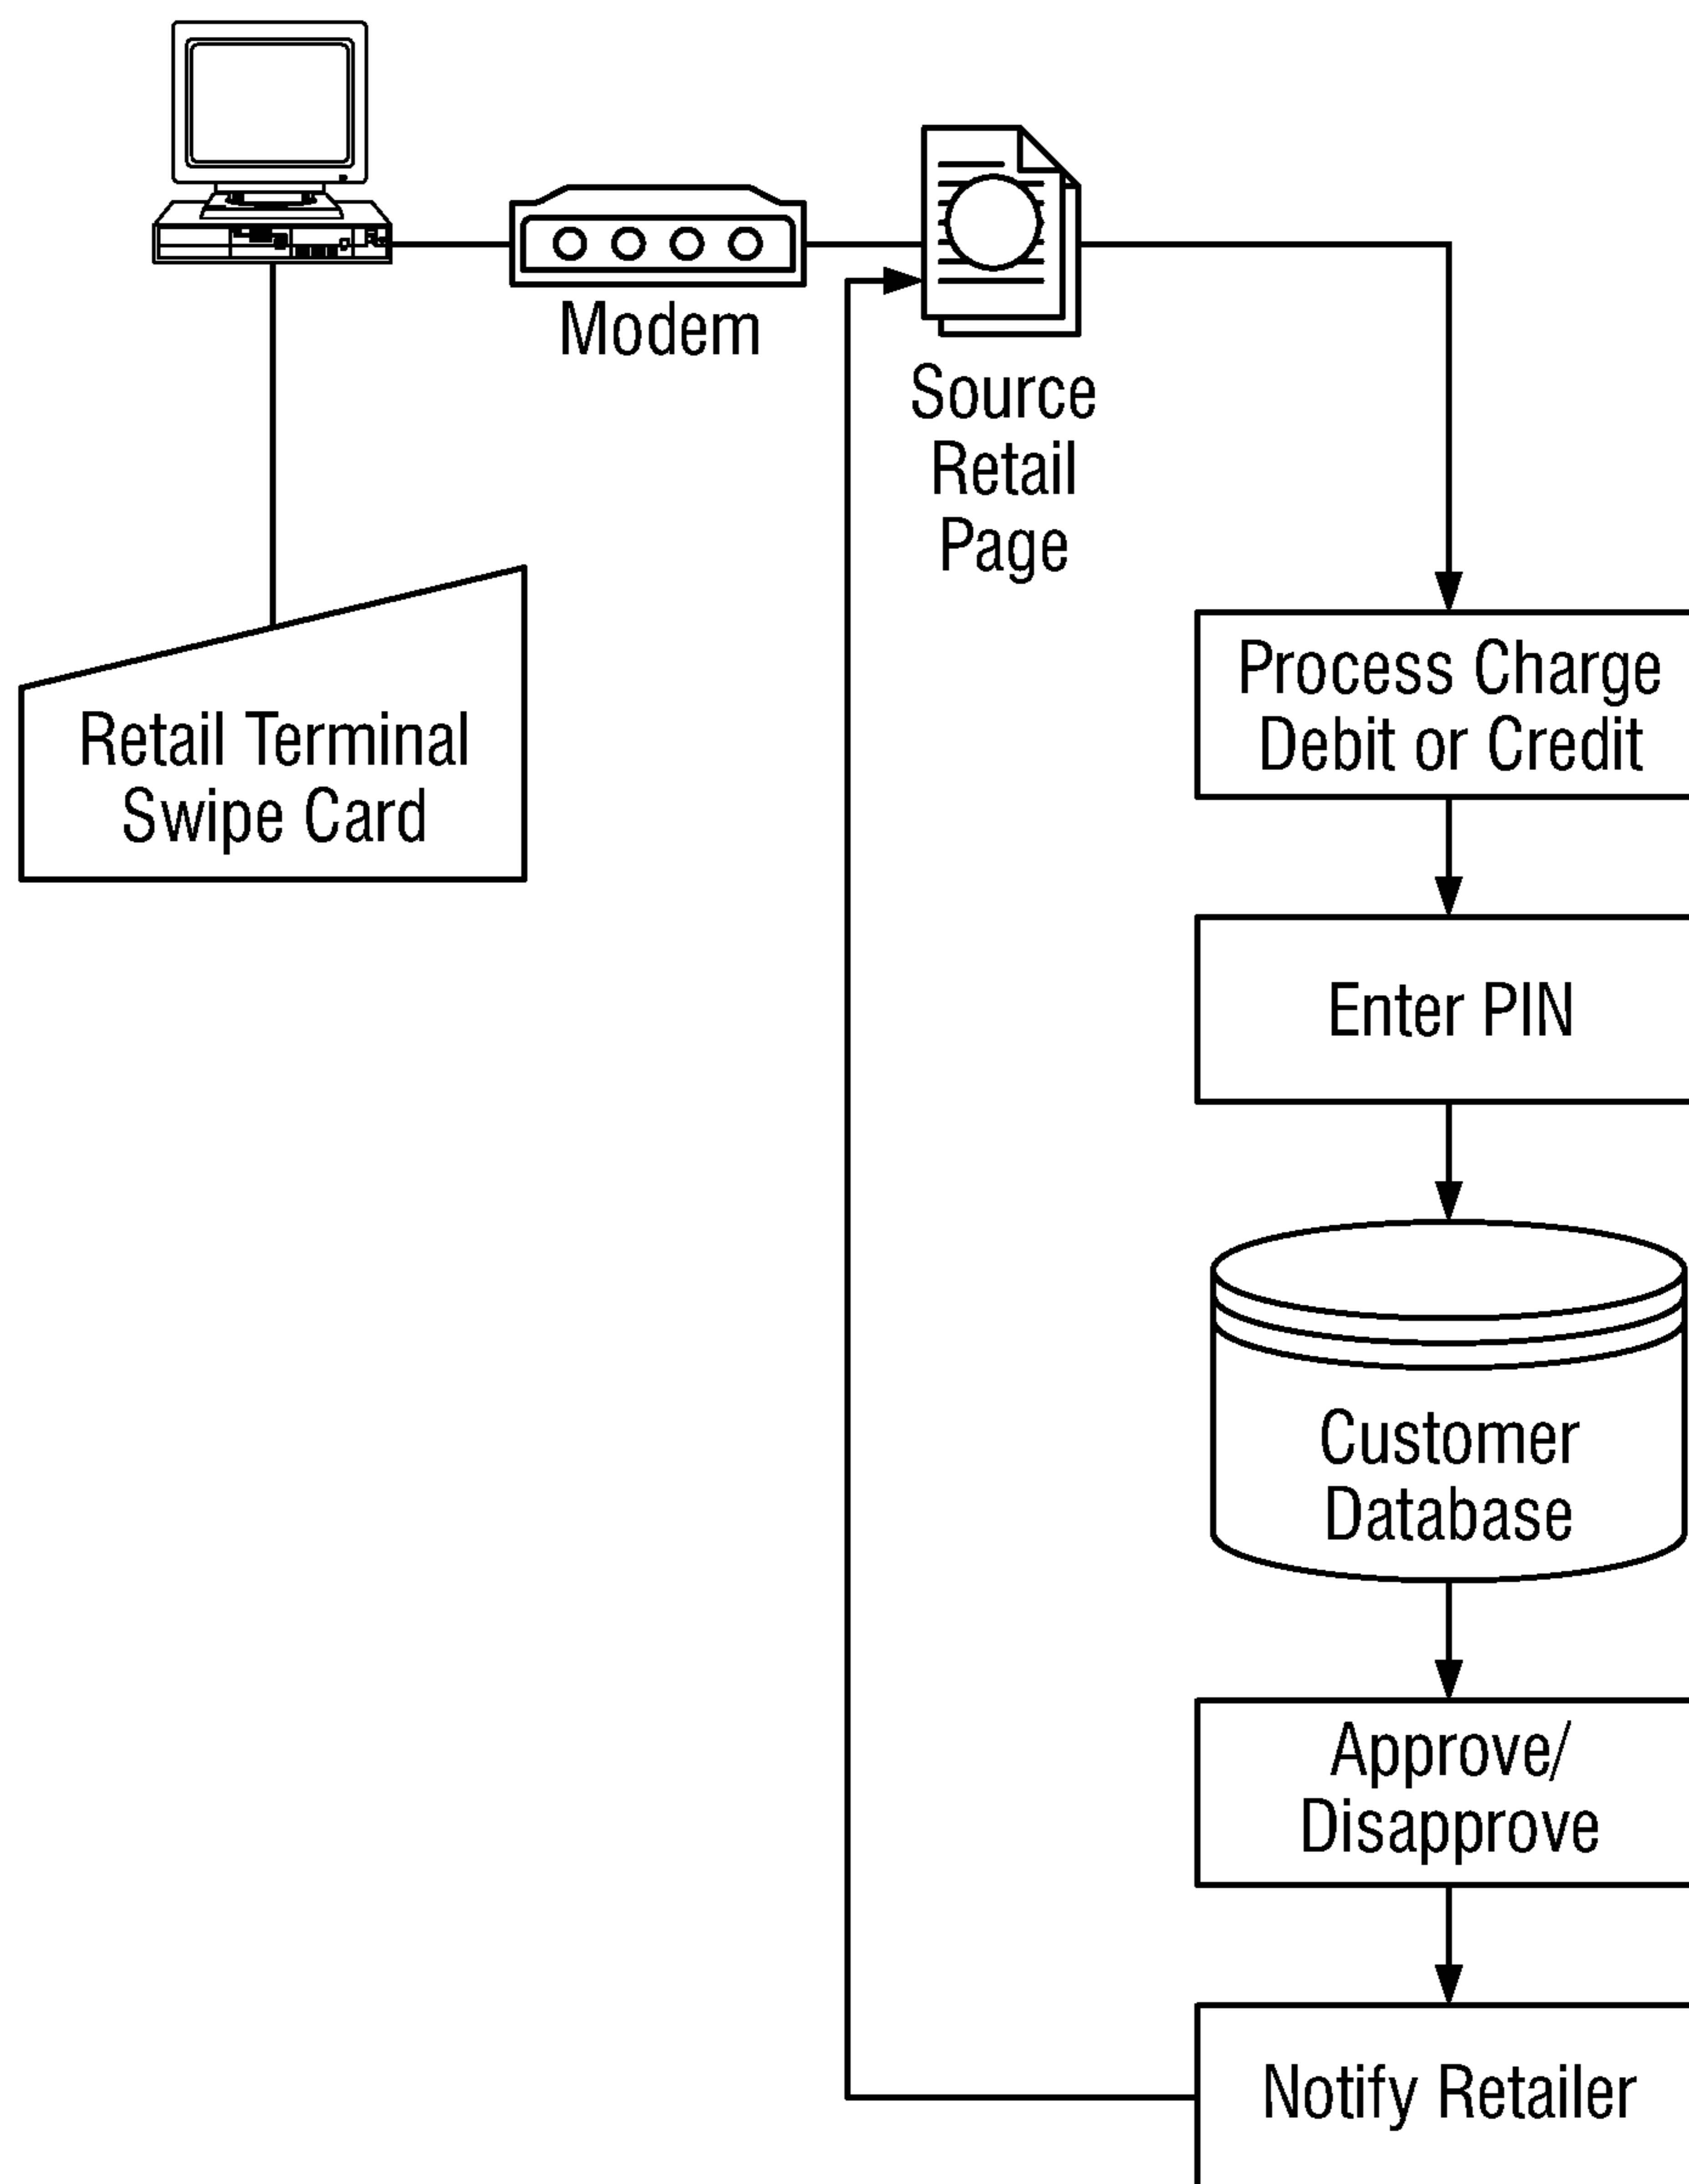 Modem
Source
Retail
Page
Retail Terminal
Swipe Card
Process Charge
Debit or Credit
Enter PIN
Customer
Database
Approve/
Disapprove
Notify Retailer